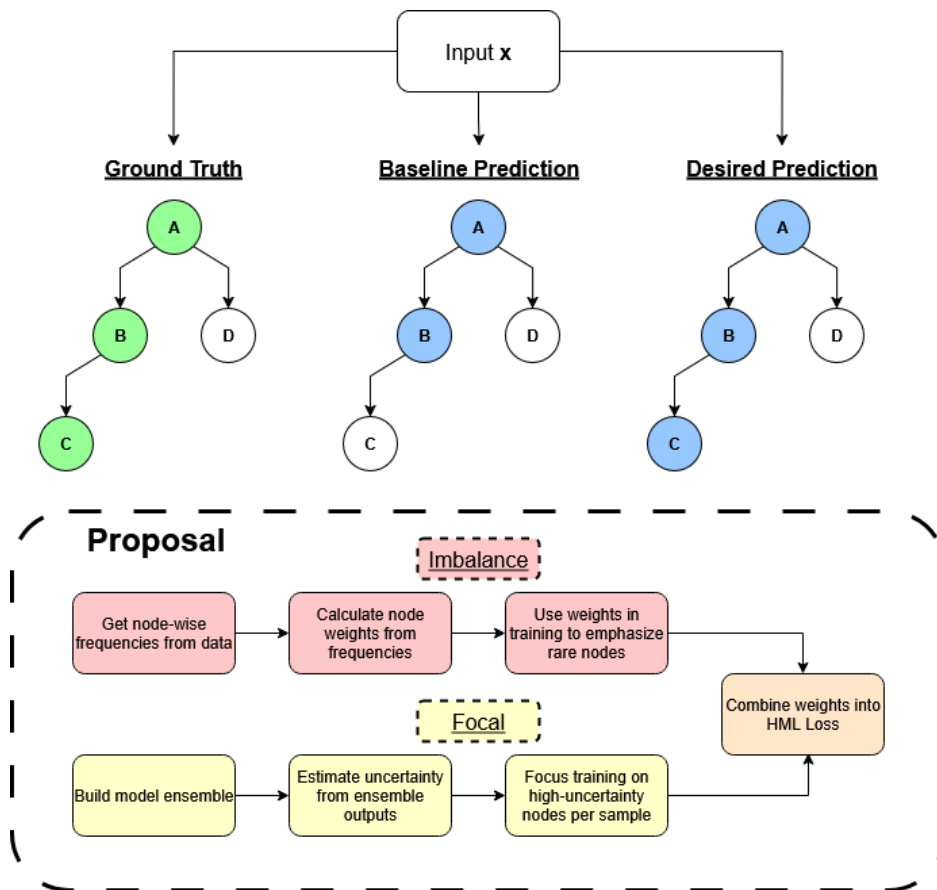 Input x
Ground Truth
Baseline Prediction
Desired Prediction
A
B
D
C
A
B
D
C
A
B
D
C
Proposal
Imbalance
Get node-wise
frequencies from data
Calculate node
weights from
frequencies
Use weights in
training to emphasize
rare nodes
Combine weights into
HML Loss
Focal
Build model ensemble
Estimate uncertainty
from ensemble
outputs
Focus training on
high-uncertainty
nodes per sample